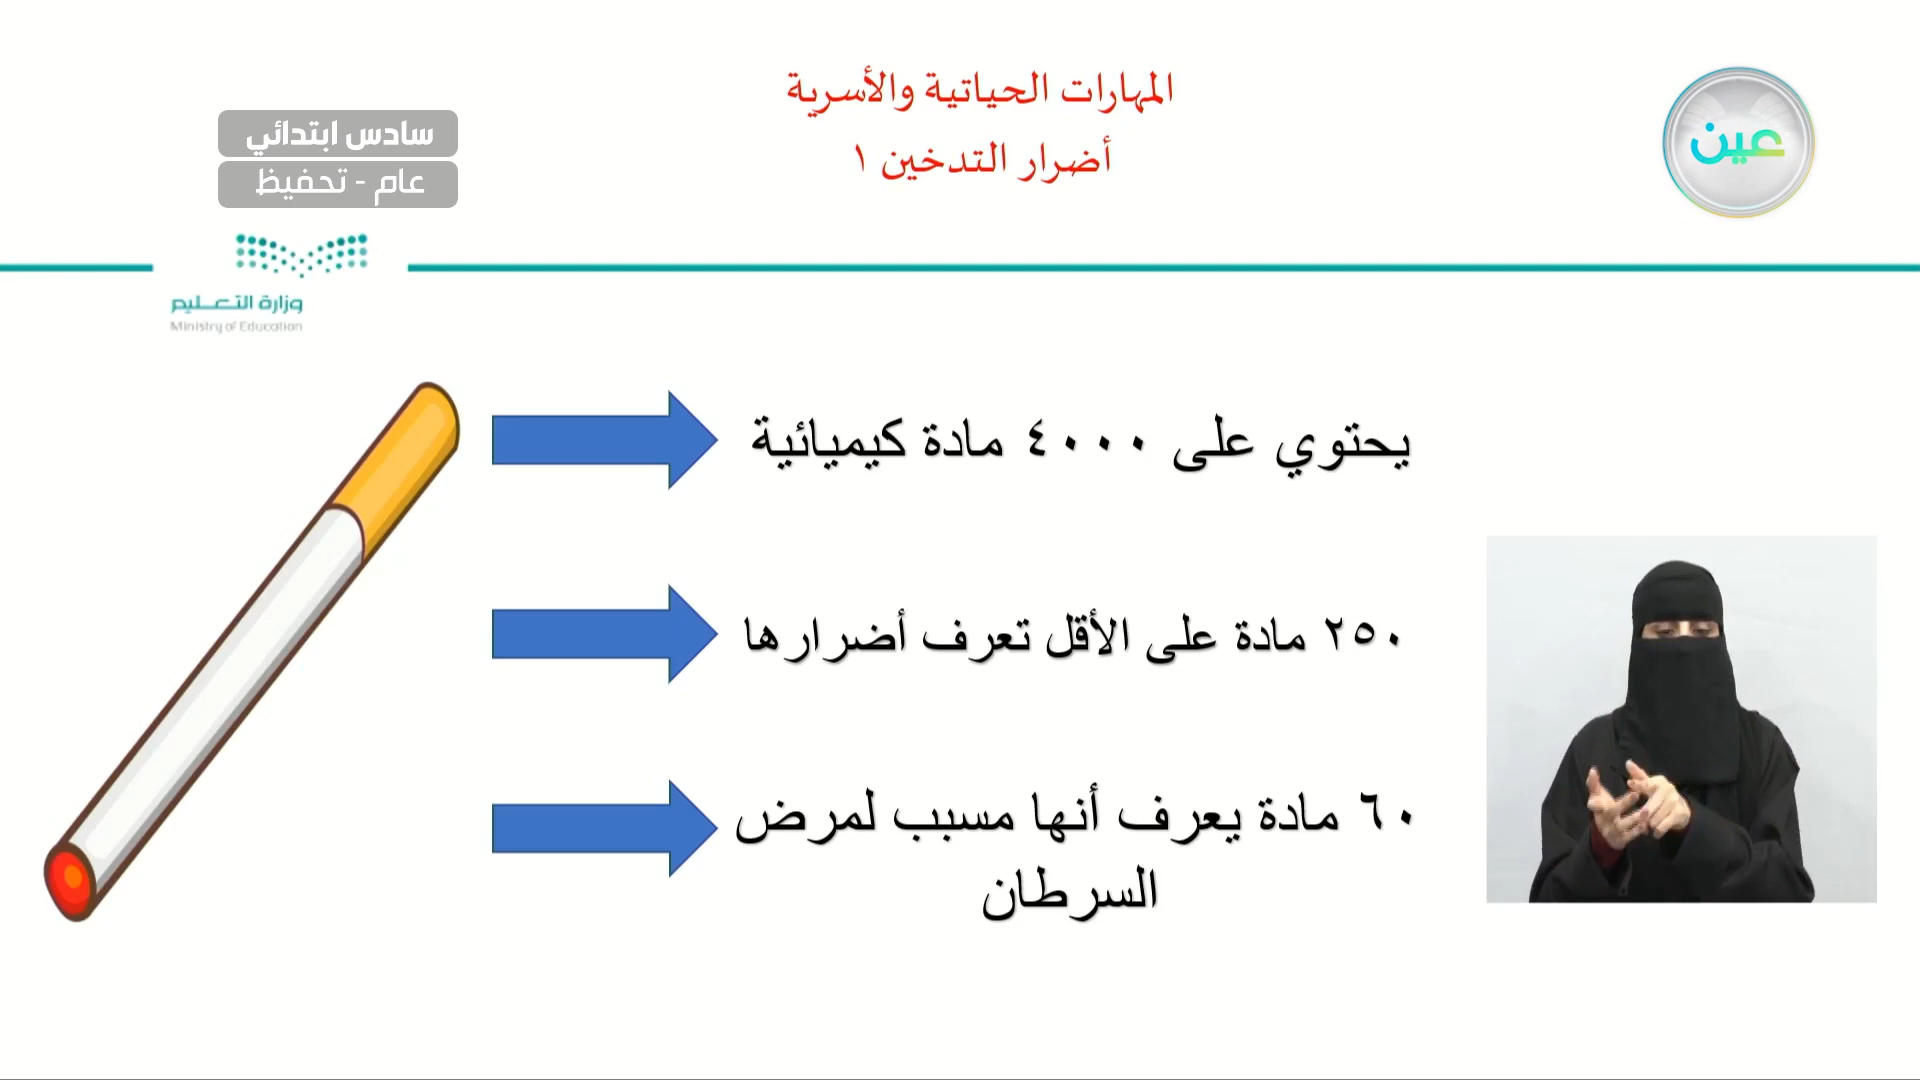 المهارات الحياتية والأسرية
أضرار التدخين ١
عين
سادس ابتدائي
عام - تحفيظ
وزارة التعليم
Ministry of Education
يحتوي على ٤٠٠٠ مادة كيميائية
٢٥٠ مادة على الأقل تعرف أضرارها
٦٠ مادة يعرف أنها مسبب لمرض
السرطان